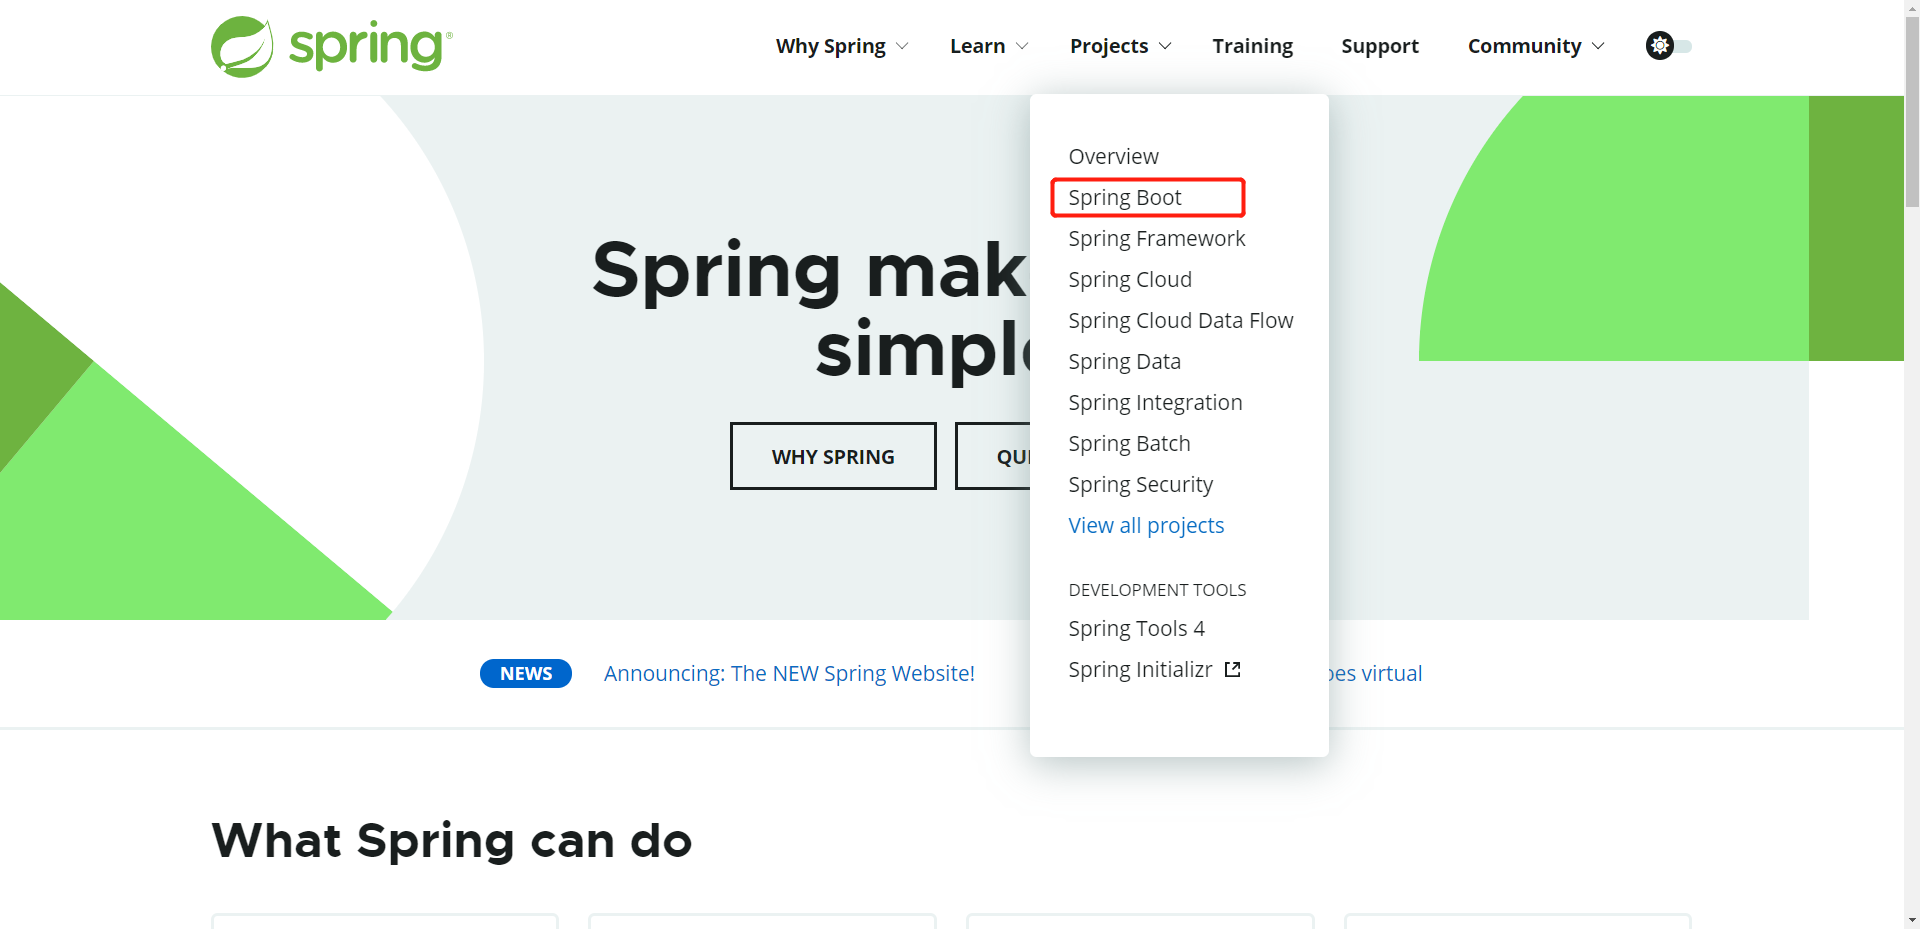 spring®
Why Spring
Learn
Projects
Training
Support
Community
Overview
Spring Boot
Spring Framework
Spring Cloud
Spring Cloud Data Flow
Spring Data
Spring Integration
Spring Batch
Spring Security
View all projects
DEVELOPMENT TOOLS
Spring Tools 4
Spring Initializr
Spring mak
simpl
WHY SPRING
QU
NEWS
Announcing: The NEW Spring Website!
oes virtual
What Spring can do